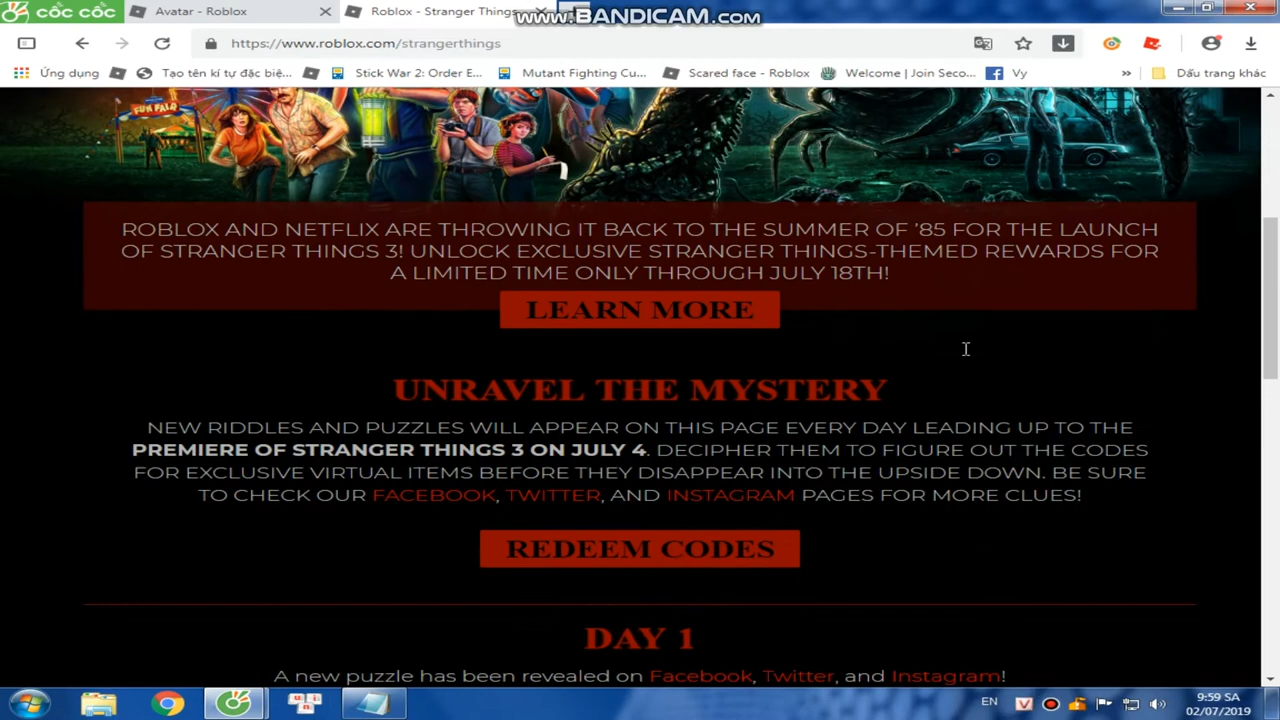 cốc cốc
Avatar - Roblox
Roblox - Stranger Things
www.BANDICAM.com
https://www.roblox.com/strangerthings
Ứng dụng
Tạo tên kí tự đặc biệ...
Stick War 2: Order E...
Mutant Fighting Cu...
Scared face - Roblox
Welcome | Join Seco...
Vy
»
Dấu trang khác
FUN FAIR
ROBLOX AND NETFLIX ARE THROWING IT BACK TO THE SUMMER OF '85 FOR THE LAUNCH
OF STRANGER THINGS 3! UNLOCK EXCLUSIVE STRANGER THINGS-THEMED REWARDS FOR
A LIMITED TIME ONLY THROUGH JULY 18TH!
LEARN MORE
UNRAVEL THE MYSTERY
NEW RIDDLES AND PUZZLES WILL APPEAR ON THIS PAGE EVERY DAY LEADING UP TO THE
PREMIERE OF STRANGER THINGS 3 ON JULY 4. DECIPHER THEM TO FIGURE OUT THE CODES
FOR EXCLUSIVE VIRTUAL ITEMS BEFORE THEY DISAPPEAR INTO THE UPSIDE DOWN. BE SURE
TO CHECK OUR FACEBOOK, TWITTER, AND INSTAGRAM PAGES FOR MORE CLUES!
REDEEM CODES
DAY 1
A new puzzle has been revealed on Facebook, Twitter, and Instagram!
EN
9:59 SA
02/07/2019